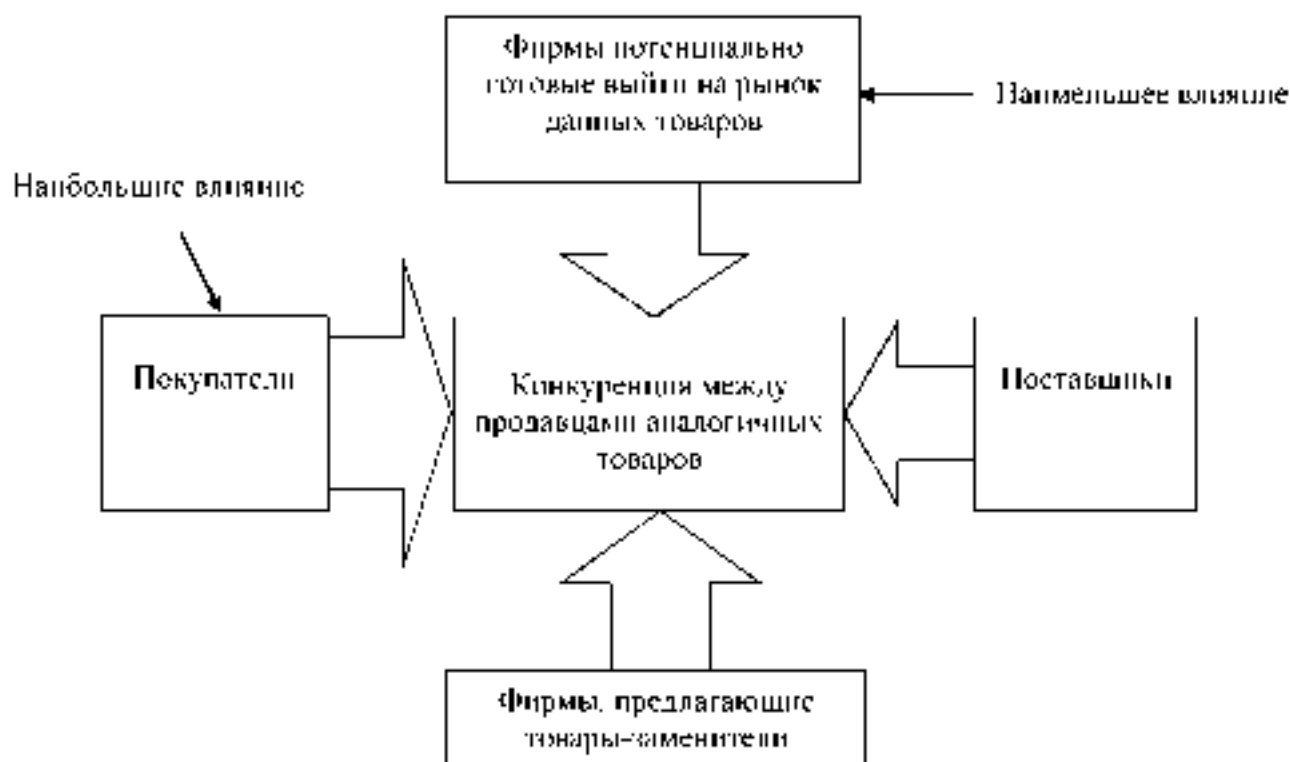 Фирмы потенциально
готовые выйти на рынок
данных товаров
Наименьшее влияние
Наибольшие влияние
Покупатели
Конкуренция между
продавцами аналогичных
товаров
Поставщики
Фирмы, предлагающие
товары-заменители